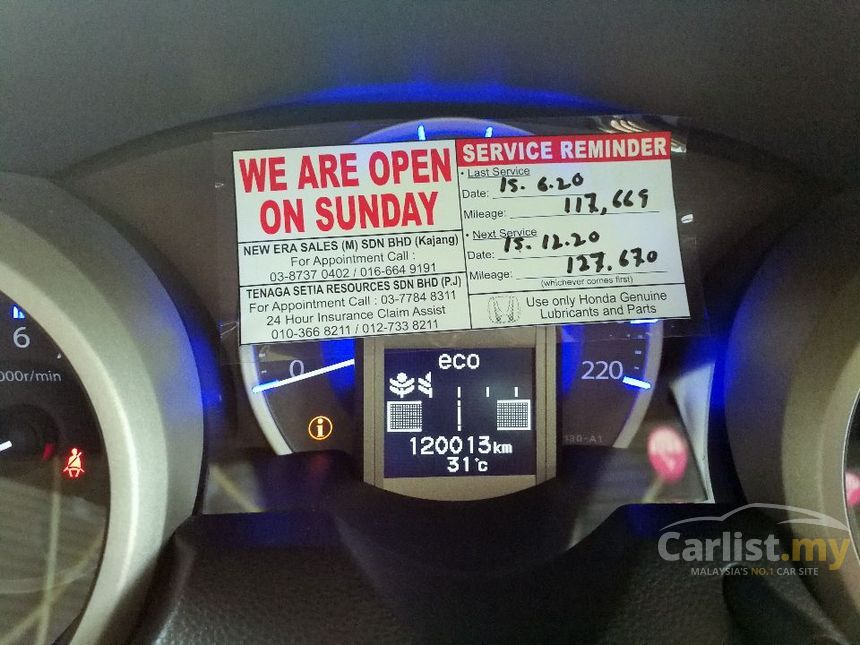 WE ARE OPEN
ON SUNDAY
NEW ERA SALES (M) SDN BHD (Kajang)
For Appointment Call :
03-8737 0402 / 016-664 9191
TENAGA SETIA RESOURCES SDN BHD (P.J)
For Appointment Call : 03-7784 8311
24 Hour Insurance Claim Assist
010-366 8211 / 012-733 8211
SERVICE REMINDER
• Last Service
Date: 15. 6.20
Mileage: 117,669
• Next Service
Date: 15.12.20
Mileage: 127.670
(whichever comes first)
Use only Honda Genuine
Lubricants and Parts
6
000r/min
0
220
eco
120013km
31°c
Carlist.my
MALAYSIA'S NO.1 CAR SITE